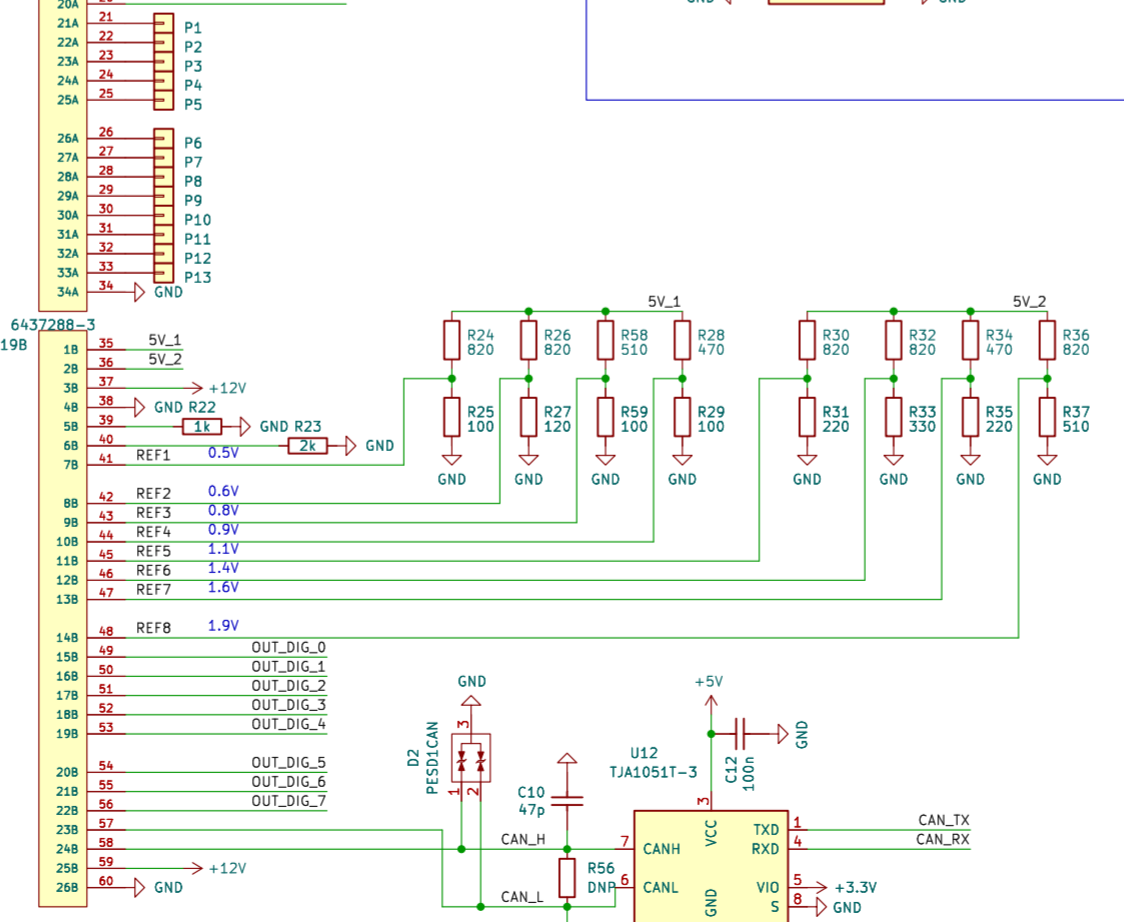 20A
21A 21 P1
22A 22 P2
23A 23 P3
24A 24 P4
25A 25 P5
26A 26 P6
27A 27 P7
28A 28 P8
29A 29 P9
30A 30 P10
31A 31 P11
32A 32 P12
33A 33 P13
34A 34 GND
6437288-3
19B
1B 35 5V_1
2B 36 5V_2
3B 37 +12V
4B 38 GND
5B 39 R22 1k GND
6B 40 R23 2k GND
7B 41 REF1 0.5V
8B 42 REF2 0.6V
9B 43 REF3 0.8V
10B 44 REF4 0.9V
11B 45 REF5 1.1V
12B 46 REF6 1.4V
13B 47 REF7 1.6V
14B 48 REF8 1.9V
15B 49 OUT_DIG_0
16B 50 OUT_DIG_1
17B 51 OUT_DIG_2
18B 52 OUT_DIG_3
19B 53 OUT_DIG_4
20B 54 OUT_DIG_5
21B 55 OUT_DIG_6
22B 56 OUT_DIG_7
23B 57
24B 58
25B 59 +12V
26B 60 GND
5V_1 5V_2
R24 R26 R58 R28 R30 R32 R34 R36
820 820 510 470 820 820 470 820
R25 R27 R59 R29 R31 R33 R35 R37
100 120 100 100 220 330 220 510
GND GND GND GND GND GND GND GND
GND
3
D2
PESD1CAN
1 2
C10
47p
CAN_H
R56
DNP
CAN_L
+5V
C12
100n
GND
U12
TJA1051T-3
3
VCC
7 CANH
6 CANL
GND
TXD 1 CAN_TX
RXD 4 CAN_RX
VIO 5 +3.3V
S 8 GND